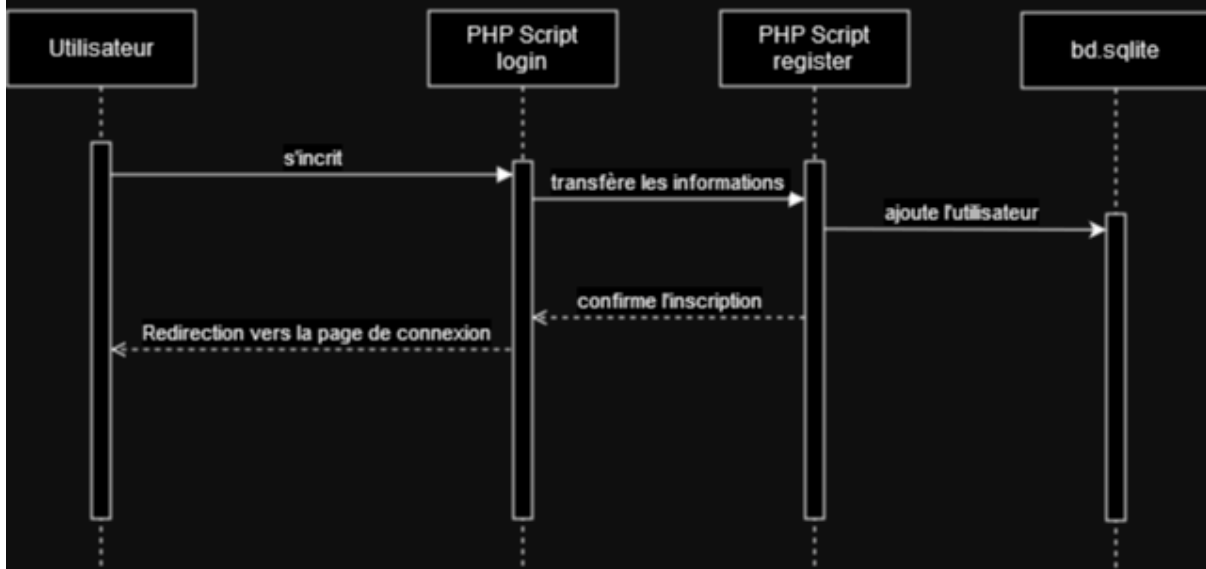 Utilisateur
PHP Script
login
PHP Script
register
bd.sqlite
s'incrit
transfère les informations
ajoute l'utilisateur
confirme l'inscription
Redirection vers la page de connexion